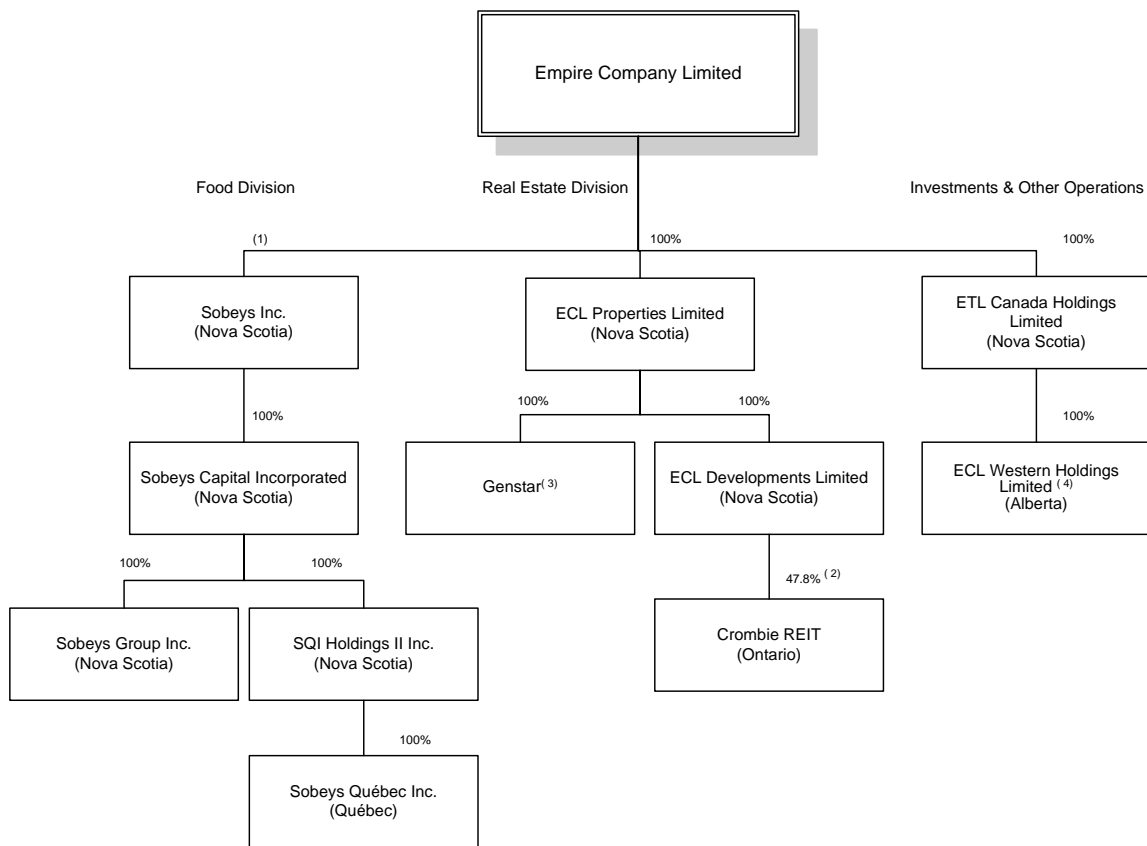 Empire Company Limited
Food Division
Real Estate Division
Investments & Other Operations
(1)
100%
100%
Sobeys Inc.
(Nova Scotia)
ECL Properties Limited
(Nova Scotia)
ETL Canada Holdings
Limited
(Nova Scotia)
100%
100%
100%
100%
Sobeys Capital Incorporated
(Nova Scotia)
Genstar( 3)
ECL Developments Limited
(Nova Scotia)
ECL Western Holdings
Limited ( 4)
(Alberta)
100%
100%
47.8% ( 2)
Sobeys Group Inc.
(Nova Scotia)
SQI Holdings II Inc.
(Nova Scotia)
Crombie REIT
(Ontario)
100%
Sobeys Québec Inc.
(Québec)